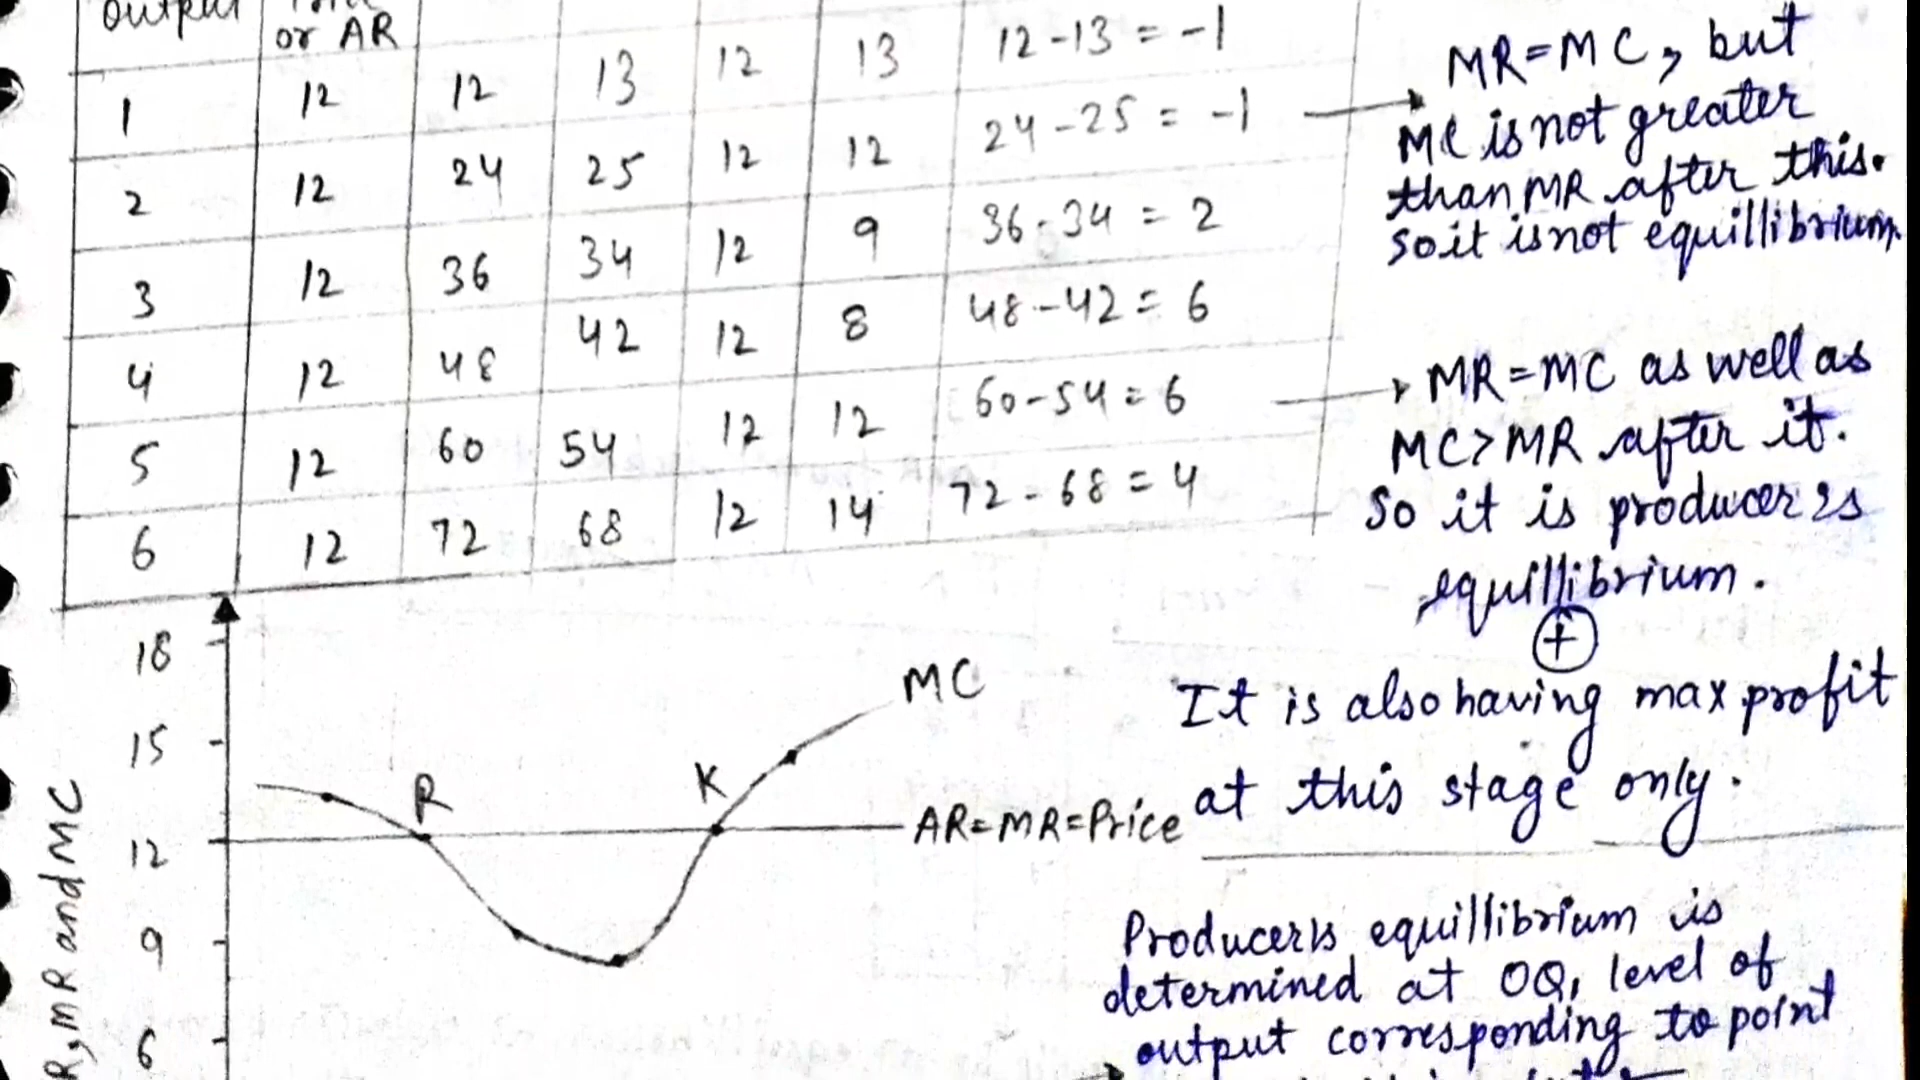 output
or AR
1 12 12 13 12 13 12-13 = -1
2 12 24 25 12 12 24-25 = -1
3 12 36 34 12 9 36-34 = 2
4 12 48 42 12 8 48-42 = 6
5 12 60 54 12 12 60-54 = 6
6 12 72 68 12 14 72-68 = 4
MR=MC, but
MC is not greater
than MR after this.
So it is not equillibrium.
MR=MC as well as
MC>MR after it.
So it is producer's
equillibrium.
+
It is also having max profit
at this stage only.
18
15
12
9
6
R, MR and MC
MC
R
K
AR=MR=Price
Producer's equillibrium is
determined at OQ, level of
output corresponding to point